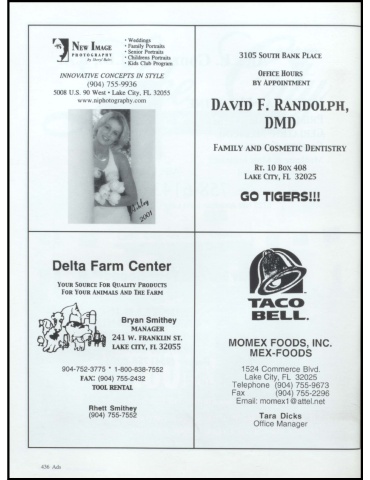 NEW IMAGE
PHOTOGRAPHY
by Sheryl Bailey
• Weddings
• Family Portraits
• Senior Portraits
• Childrens Portraits
• Kids Club Program
INNOVATIVE CONCEPTS IN STYLE
(904) 755-9936
5008 U.S. 90 West • Lake City, FL 32055
www.niphotography.com
Ashley
2001
3105 SOUTH BANK PLACE
OFFICE HOURS
BY APPOINTMENT
DAVID F. RANDOLPH,
DMD
FAMILY AND COSMETIC DENTISTRY
RT. 10 BOX 408
LAKE CITY, FL 32025
GO TIGERS!!!
Delta Farm Center
YOUR SOURCE FOR QUALITY PRODUCTS
FOR YOUR ANIMALS AND THE FARM
Bryan Smithey
MANAGER
241 W. FRANKLIN ST.
LAKE CITY, FL 32055
904-752-3775 * 1-800-838-7552
FAX: (904) 755-2432
TOOL RENTAL
Rhett Smithey
(904) 755-7552
TACO
BELL.
MOMEX FOODS, INC.
MEX-FOODS
1524 Commerce Blvd.
Lake City, FL 32025
Telephone (904) 755-9673
Fax (904) 755-2296
Email: momex1@attel.net
Tara Dicks
Office Manager
436 Ads